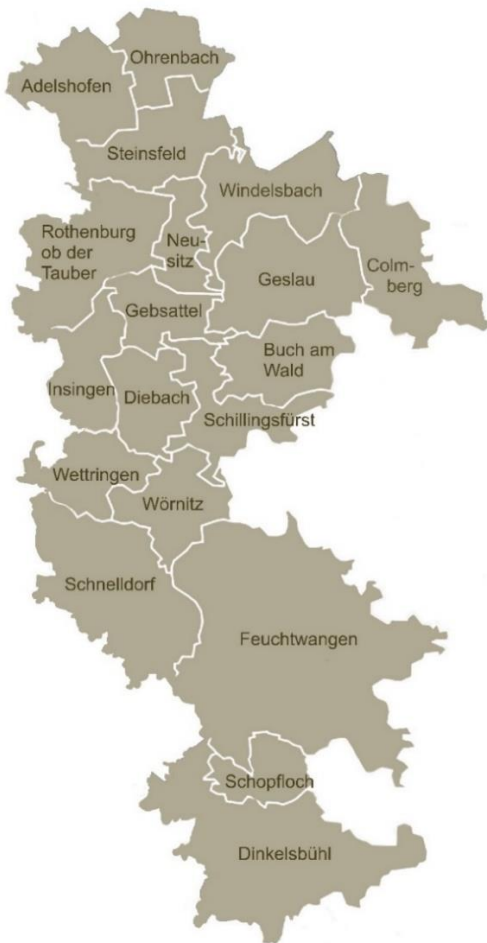 Ohrenbach
Adelshofen
Steinsfeld
Windelsbach
Rothenburg
ob der
Tauber
Neu-
sitz
Colm-
berg
Geslau
Gebsattel
Buch am
Wald
Insingen
Diebach
Schillingsfürst
Wettringen
Wörnitz
Schnelldorf
Feuchtwangen
Schopfloch
Dinkelsbühl